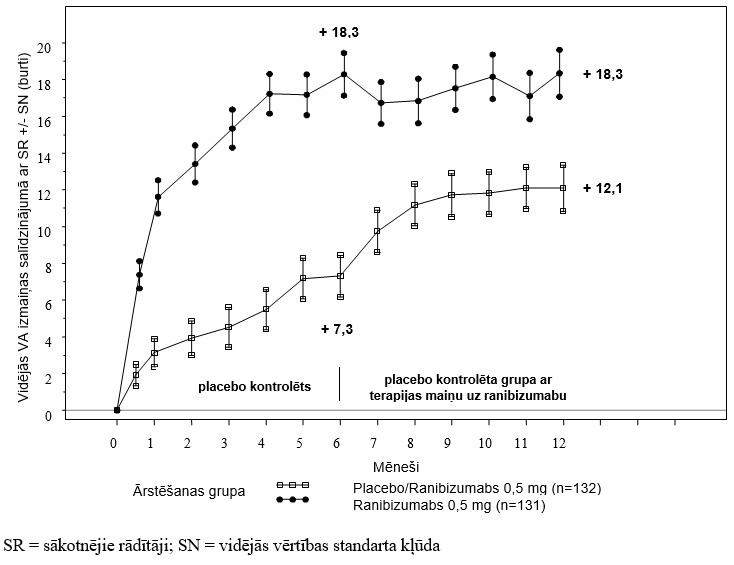 Vidējās VA izmaiņas salīdzinājumā ar SR +/- SN (burti)
20
18
16
14
12
10
8
6
4
2
0
+ 18,3
+ 18,3
+ 12,1
+ 7,3
placebo kontrolēts
placebo kontrolēta grupa ar
terapijas maiņu uz ranibizumabu
0 1 2 3 4 5 6 7 8 9 10 11 12
Mēneši
Ārstēšanas grupa
Placebo/Ranibizumabs 0,5 mg (n=132)
Ranibizumabs 0,5 mg (n=131)
SR = sākotnējie rādītāji; SN = vidējās vērtības standarta kļūda